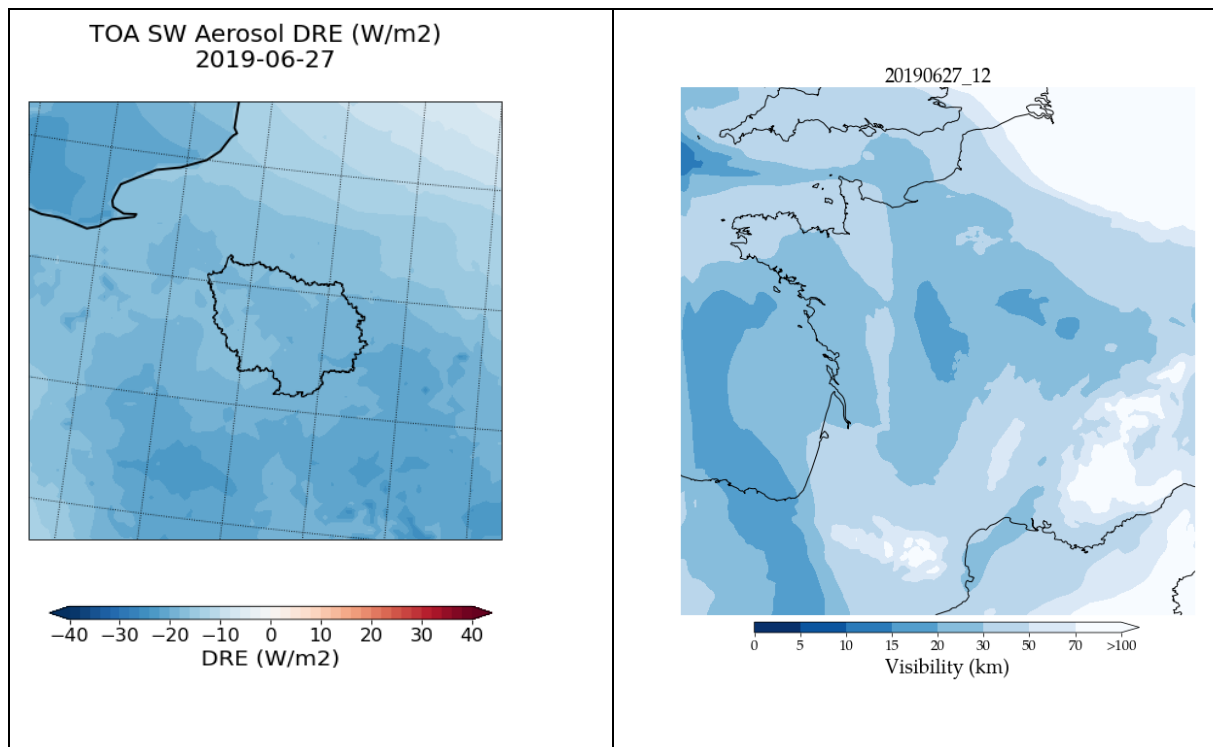 TOA SW Aerosol DRE (W/m2)
2019-06-27
−40 −30 −20 −10 0 10 20 30 40
DRE (W/m2)
20190627_12
0 5 10 15 20 30 50 70 >100
Visibility (km)